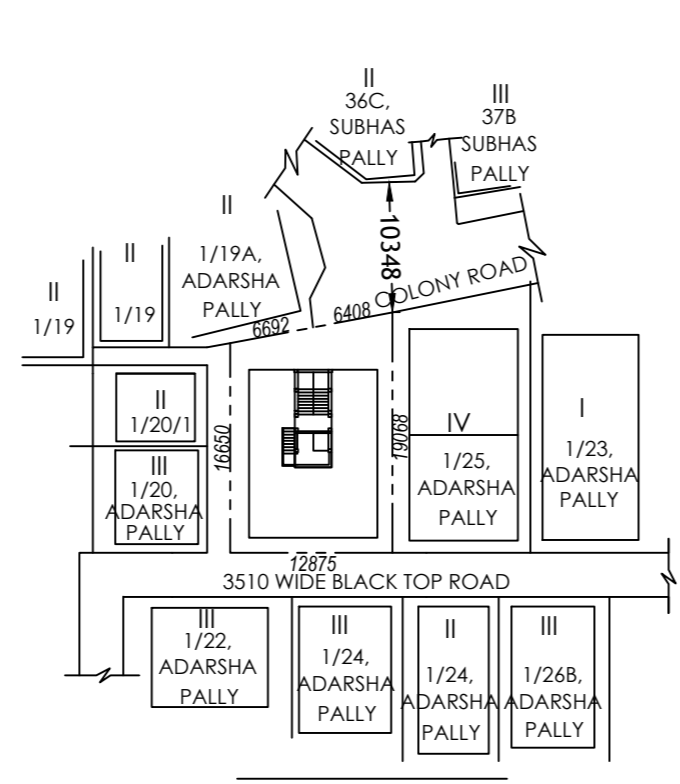 II
36C,
SUBHAS
PALLY
III
37B
SUBHAS
PALLY
II
1/19A,
ADARSHA
PALLY
II
1/19
II
1/19
10348
COLONY ROAD
6692
6408
II
1/20/1
III
1/20,
ADARSHA
PALLY
16650
19068
IV
1/25,
ADARSHA
PALLY
I
1/23,
ADARSHA
PALLY
12875
3510 WIDE BLACK TOP ROAD
III
1/22,
ADARSHA
PALLY
III
1/24,
ADARSHA
PALLY
II
1/24,
ADARSHA
PALLY
III
1/26B,
ADARSHA
PALLY